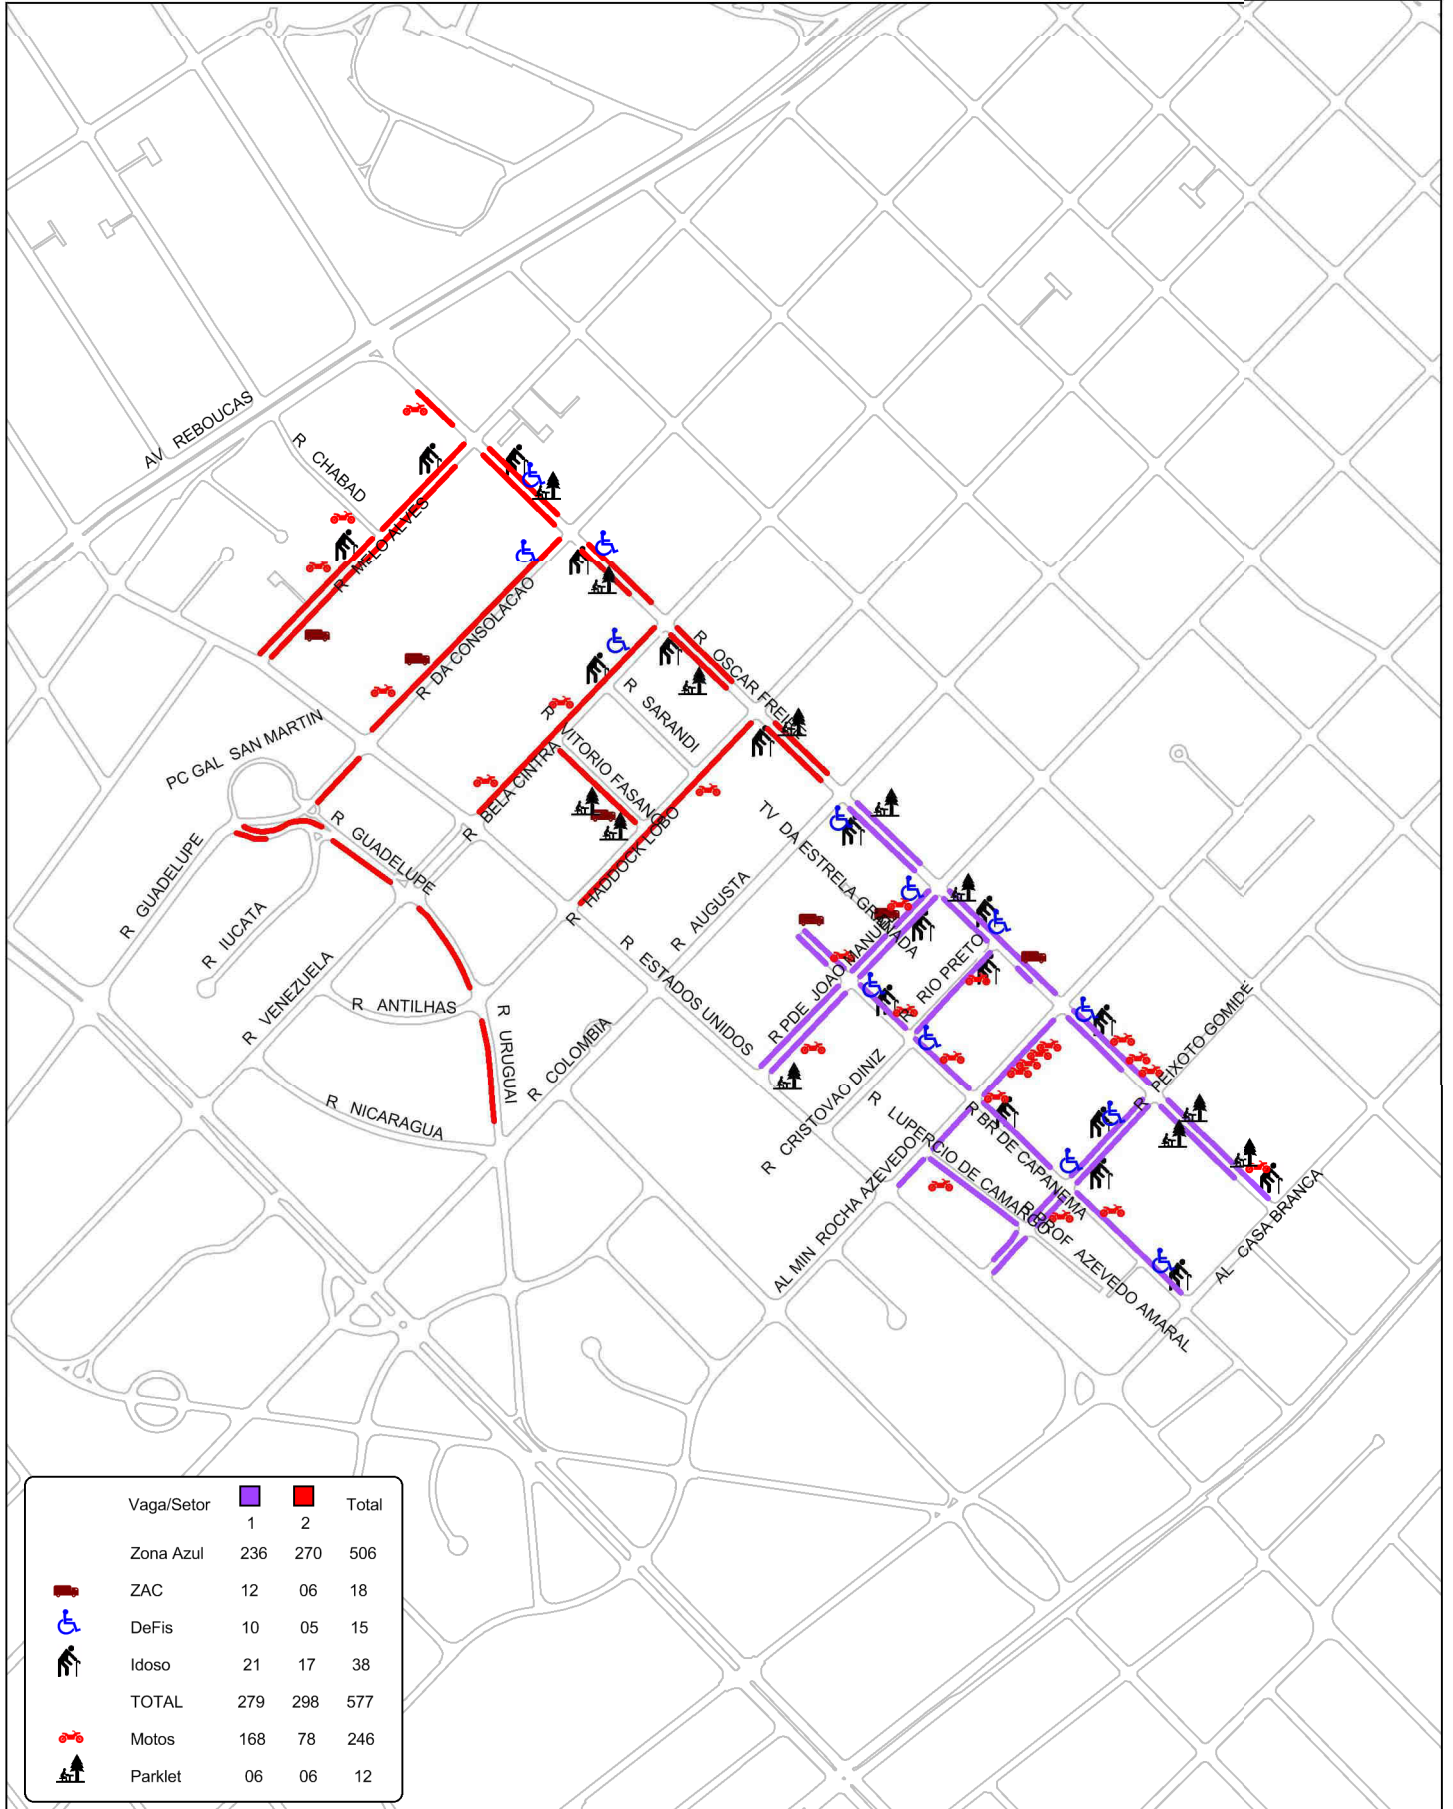 AV REBOUCAS
R CHABAD
R MELO ALVES
R DA CONSOLACAO
R OSCAR FREIRE
R SARANDI
PC GAL SAN MARTIN
R VITORIO FASANO
R BELA CINTRA
R HADDOCK LOBO
R GUADELUPE
R GUADELUPE
TV DA ESTRELA GRANADA
R IUCATA
R AUGUSTA
R ESTADOS UNIDOS
R PDE JOAO MANUEL
R RIO PRETO
R VENEZUELA
R ANTILHAS
R URUGUAI
R COLOMBIA
R PEIXOTO GOMIDE
R CRISTOVAO DINIZ
R NICARAGUA
R LUPERCIO DE CAMARGO
R BR DE CAPANEMA
AL MIN ROCHA AZEVEDO
R PROF AZEVEDO AMARAL
AL CASA BRANCA
Vaga/Setor 1 2 Total
Zona Azul 236 270 506
ZAC 12 06 18
DeFis 10 05 15
Idoso 21 17 38
TOTAL 279 298 577
Motos 168 78 246
Parklet 06 06 12